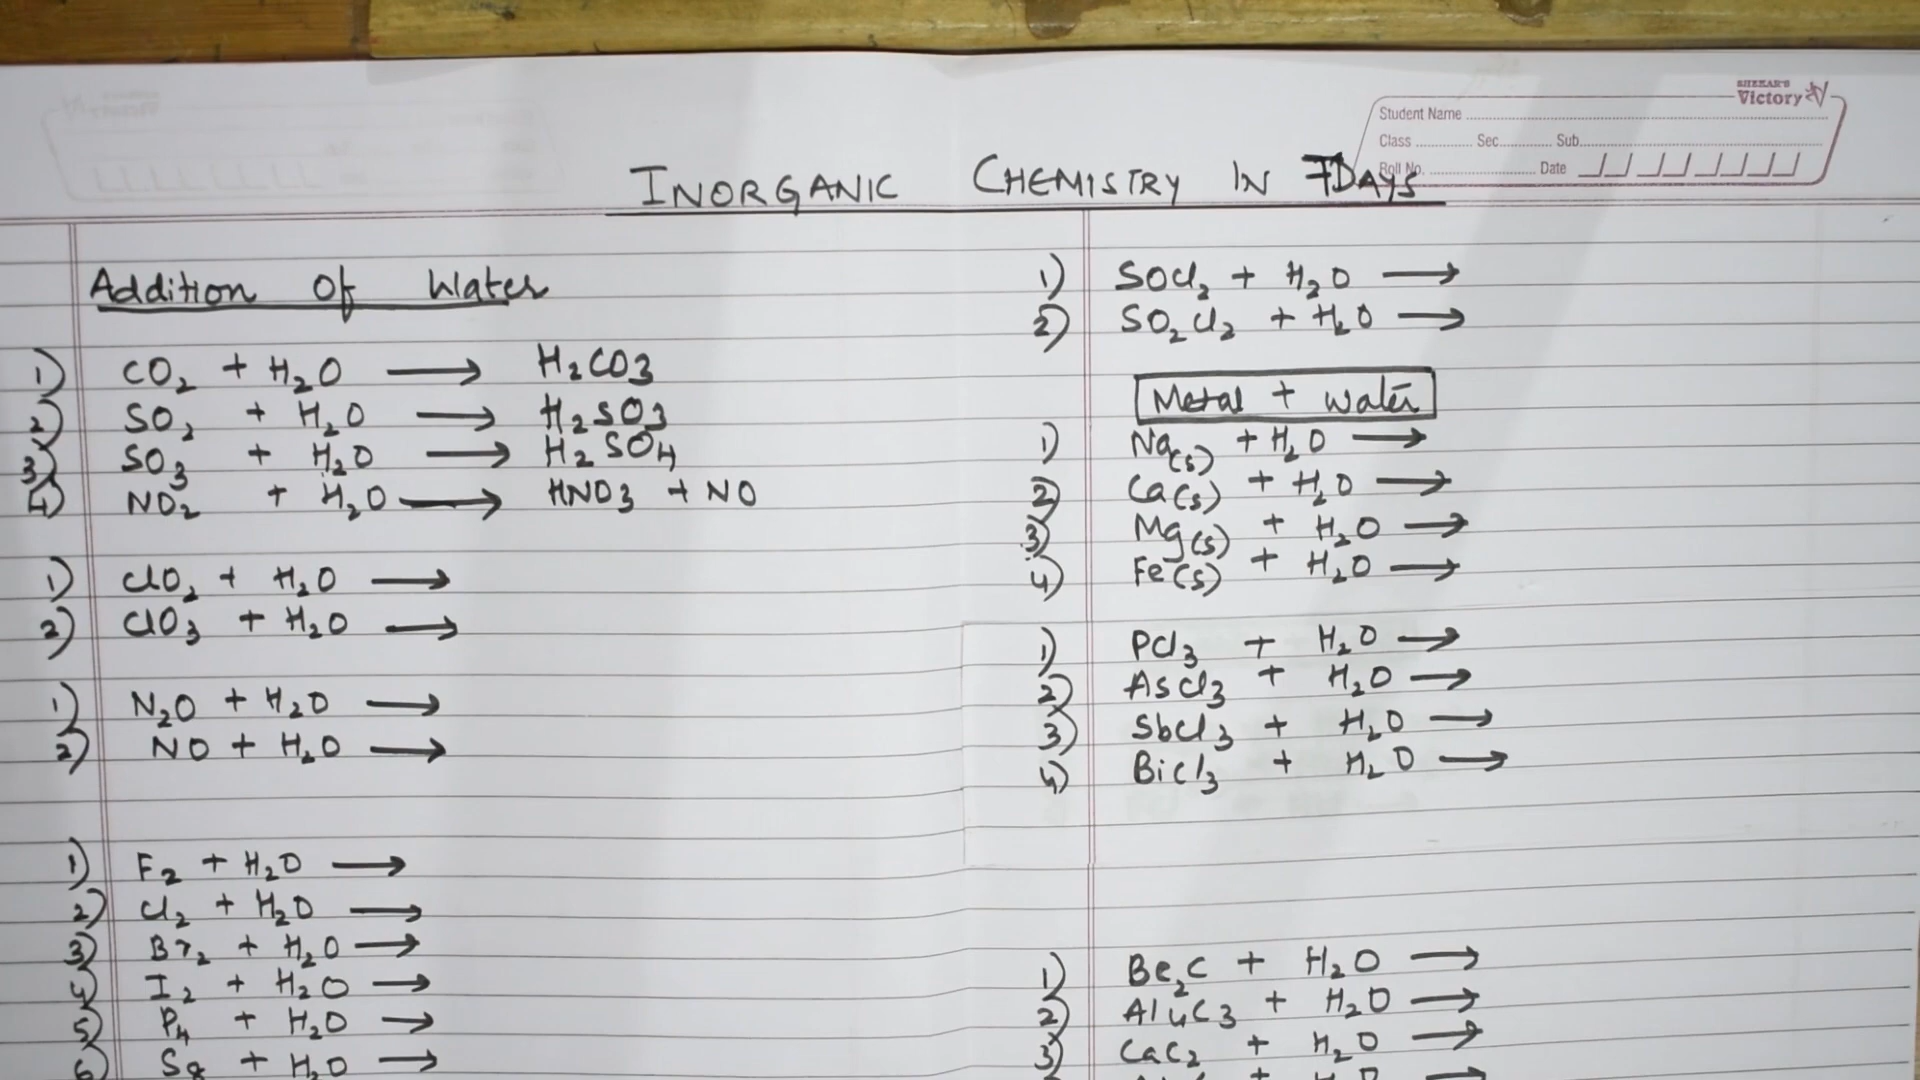 SHEKAR'S
Victory
Student Name
Class Sec. Sub.
Roll No. Date
INORGANIC CHEMISTRY IN 7DAYS
Addition Of Water
1) CO₂ + H₂O ⟶ H₂CO3
2) SO₂ + H₂O ⟶ H₂SO3
3) SO₃ + H₂O ⟶ H₂SO4
4) NO₂ + H₂O ⟶ HNO3 + NO
1) ClO₂ + H₂O ⟶
2) ClO₃ + H₂O ⟶
1) N₂O + H₂O ⟶
2) NO + H₂O ⟶
1) F₂ + H₂O ⟶
2) Cl₂ + H₂O ⟶
3) Br₂ + H₂O ⟶
4) I₂ + H₂O ⟶
5) P₄ + H₂O ⟶
6) S₈ + H₂O ⟶
1) SOCl₂ + H₂O ⟶
2) SO₂Cl₂ + H₂O ⟶
Metal + Water
1) Na(s) + H₂O ⟶
2) Ca(s) + H₂O ⟶
3) Mg(s) + H₂O ⟶
4) Fe(s) + H₂O ⟶
1) PCl₃ + H₂O ⟶
2) AsCl₃ + H₂O ⟶
3) SbCl₃ + H₂O ⟶
4) BiCl₃ + H₂O ⟶
1) Be₂C + H₂O ⟶
2) Al₄C₃ + H₂O ⟶
3) CaC₂ + H₂O ⟶